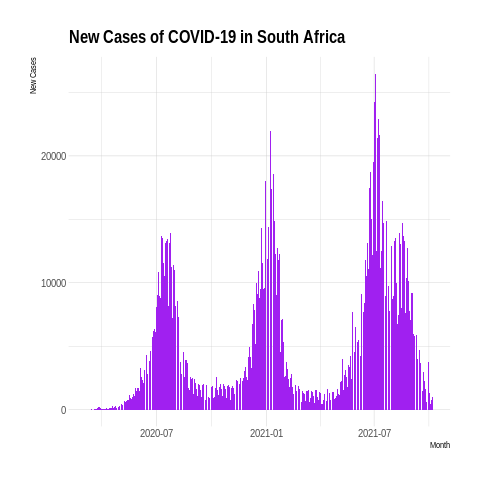 New Cases of COVID-19 in South Africa
New Cases
20000
10000
0
2020-07
2021-01
2021-07
Month